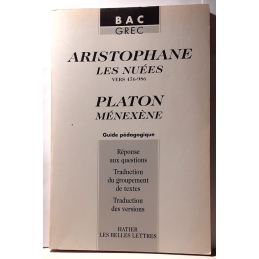 BAC
GREC
ARISTOPHANE
LES NUÉES
VERS 476-986
PLATON
MÉNEXÈNE
Guide pédagogique
Réponse
aux questions
Traduction
du groupement
de textes
Traduction
des versions
HATIER
LES BELLES LETTRES